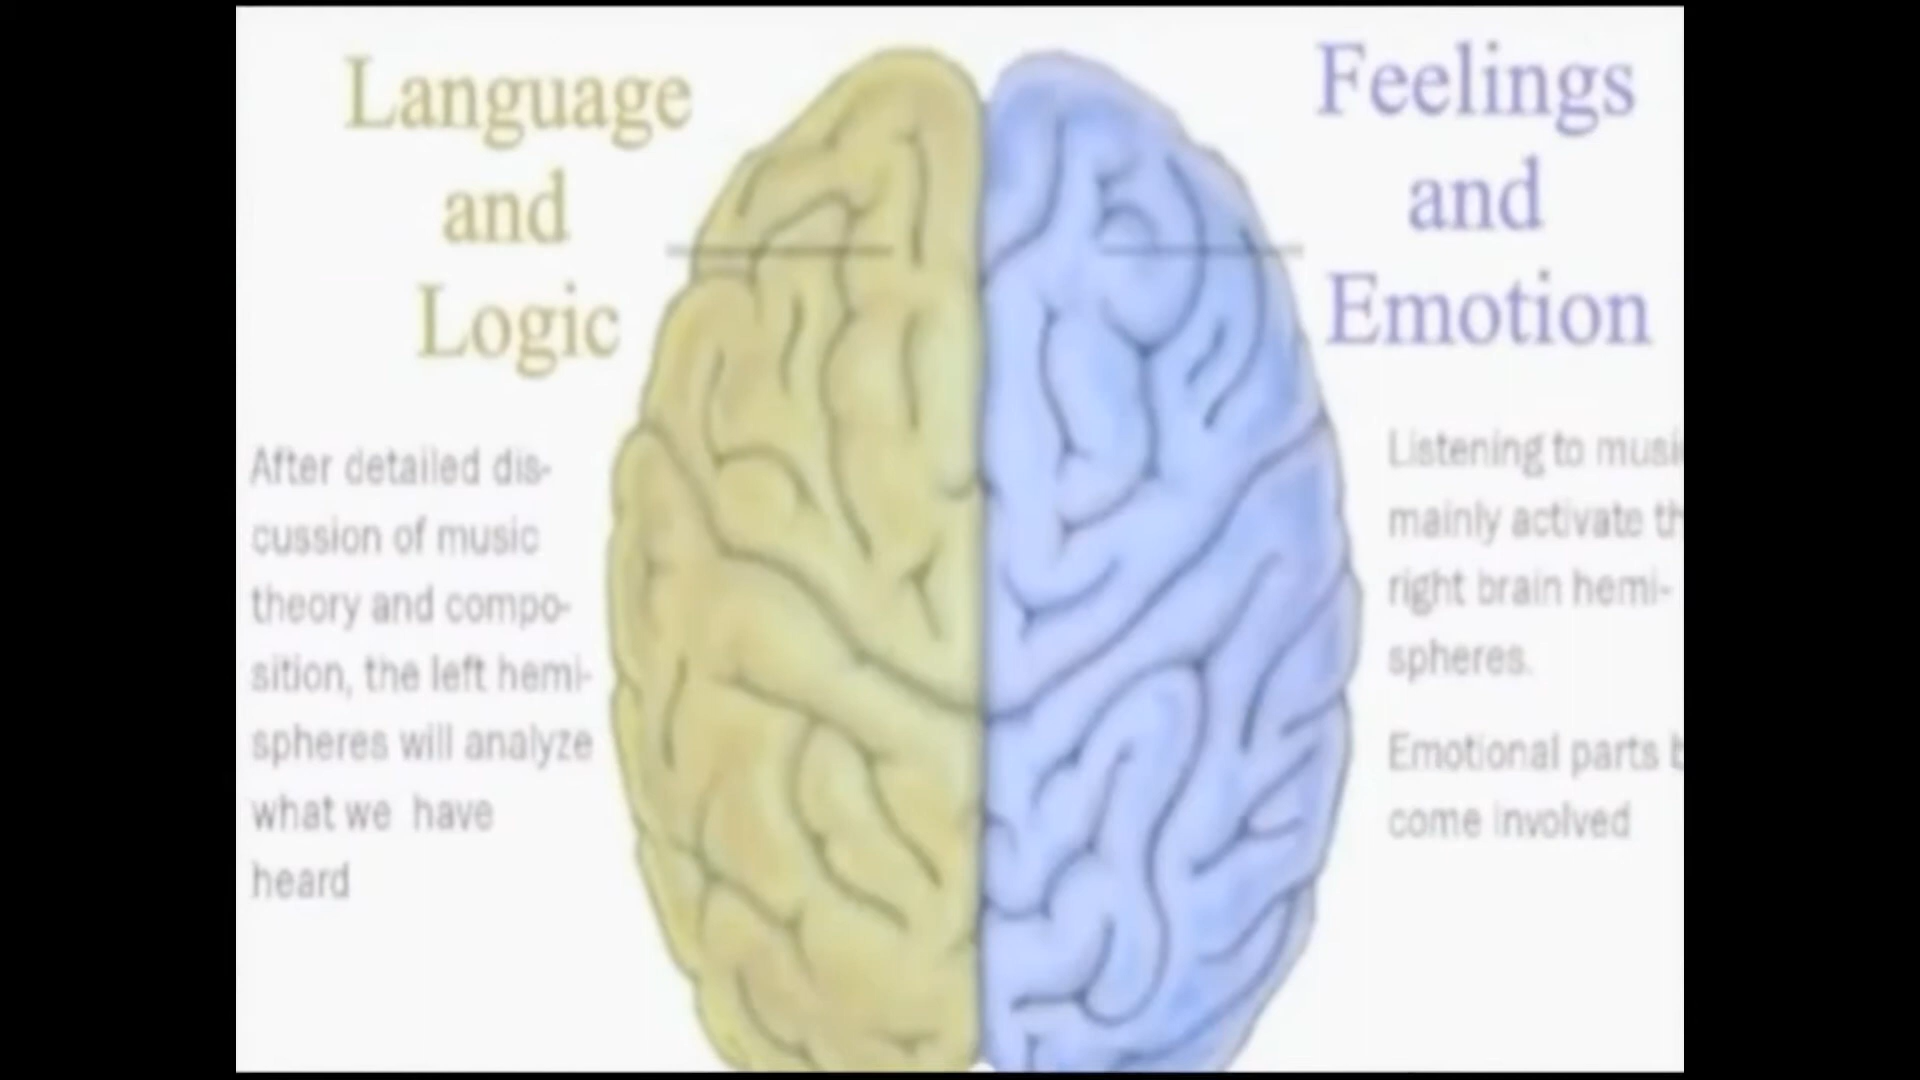 Language
and
Logic
After detailed dis-
cussion of music
theory and compo-
sition, the left hemi-
spheres will analyze
what we have
heard
Feelings
and
Emotion
Listening to musi
mainly activate th
right brain hemi-
spheres.
Emotional parts b
come involved